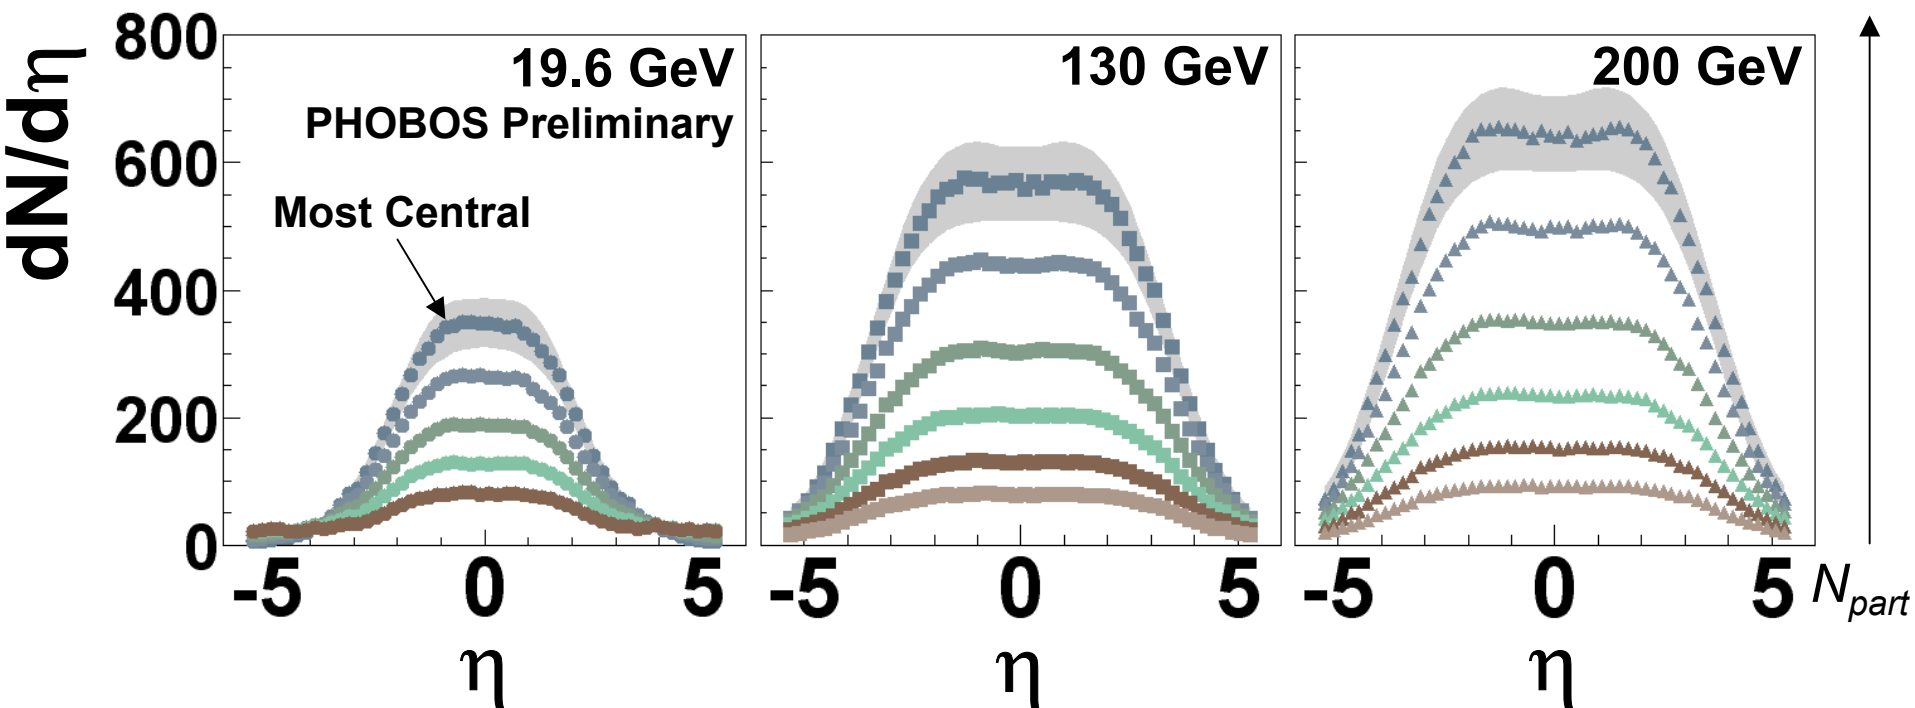 dN/dη
800
600
400
200
0
19.6 GeV
PHOBOS Preliminary
Most Central
130 GeV
200 GeV
-5 0 5
-5 0 5
-5 0 5
N_part
η
η
η